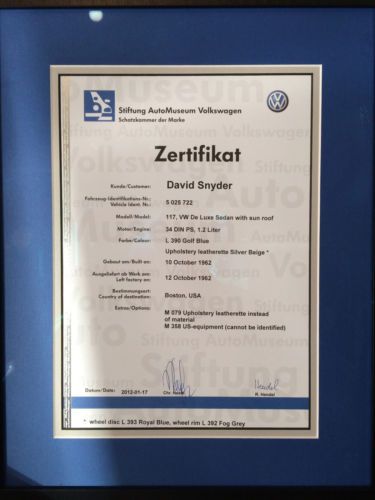 Stiftung AutoMuseum Volkswagen
Schatzkammer der Marke
Zertifikat
Kunde/Customer: David Snyder
Fahrzeug Identifikations-Nr.:
Vehicle Ident. No.: 5 025 722
Modell/Model: 117, VW De Luxe Sedan with sun roof
Motor/Engine: 34 DIN PS, 1.2 Liter
Farbe/Colour: L 390 Golf Blue
Upholstery leatherette Silver Beige *
Gebaut am/Built on: 10 October 1962
Ausgeliefert ab Werk am:
Left factory on: 12 October 1962
Bestimmungsort:
Country of destination: Boston, USA
Extras/Options: M 079 Upholstery leatherette instead
of material
M 358 US-equipment (cannot be identified)
Datum/Date: 2012-01-17
Chr.
R. Hendel
* wheel disc L 393 Royal Blue, wheel rim L 392 Fog Grey